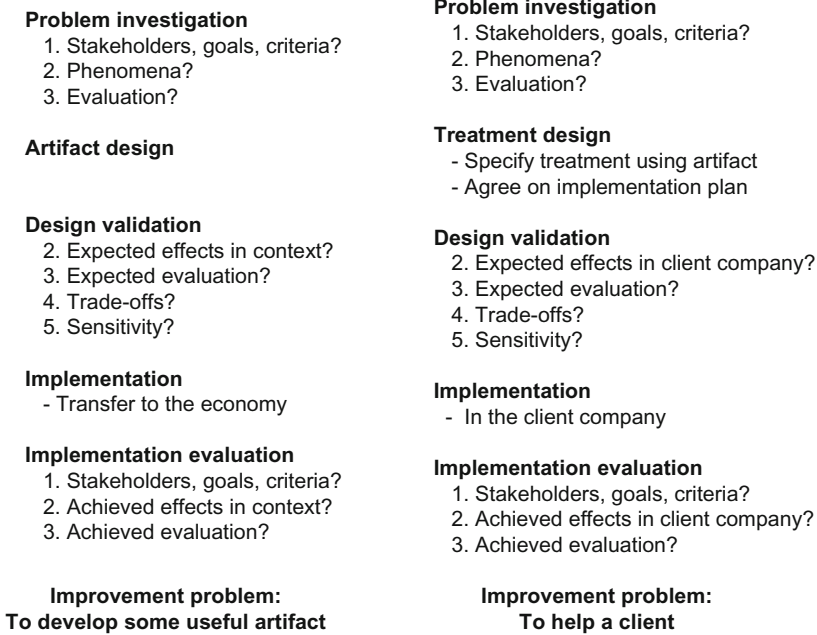 Problem investigation
1. Stakeholders, goals, criteria?
2. Phenomena?
3. Evaluation?
Artifact design
Design validation
2. Expected effects in context?
3. Expected evaluation?
4. Trade-offs?
5. Sensitivity?
Implementation
- Transfer to the economy
Implementation evaluation
1. Stakeholders, goals, criteria?
2. Achieved effects in context?
3. Achieved evaluation?
Improvement problem:
To develop some useful artifact
Problem investigation
1. Stakeholders, goals, criteria?
2. Phenomena?
3. Evaluation?
Treatment design
- Specify treatment using artifact
- Agree on implementation plan
Design validation
2. Expected effects in client company?
3. Expected evaluation?
4. Trade-offs?
5. Sensitivity?
Implementation
- In the client company
Implementation evaluation
1. Stakeholders, goals, criteria?
2. Achieved effects in client company?
3. Achieved evaluation?
Improvement problem:
To help a client